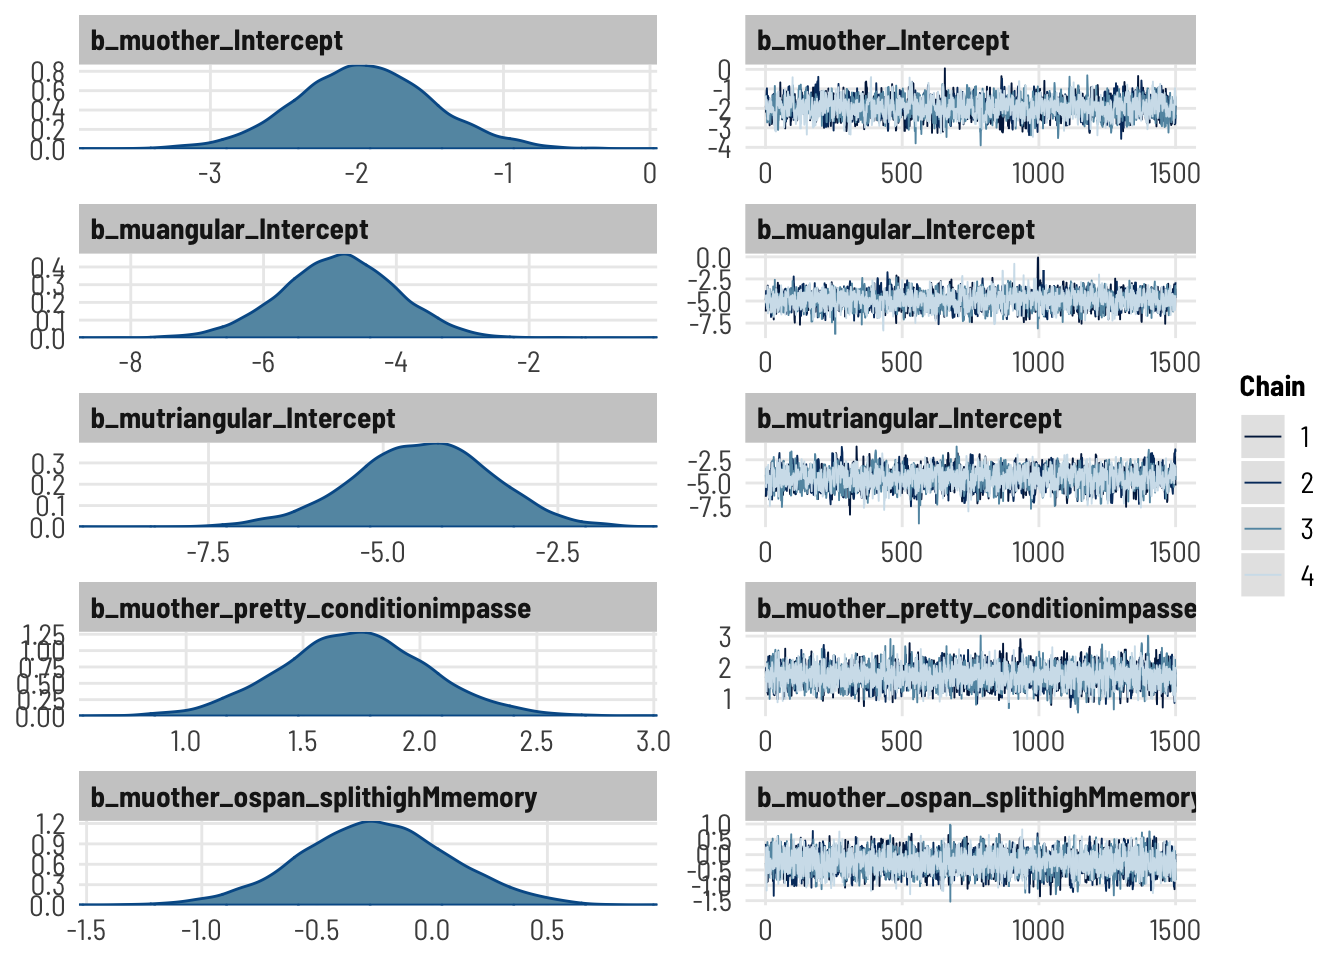 b_muother_Intercept
0.8
0.6
0.4
0.2
0.0
-3 -2 -1 0
b_muother_Intercept
0
-1
-2
-3
-4
0 500 1000 1500
b_muangular_Intercept
0.4
0.3
0.2
0.1
0.0
-8 -6 -4 -2
b_muangular_Intercept
0.0
-2.5
-5.0
-7.5
0 500 1000 1500
b_mutriangular_Intercept
0.3
0.2
0.1
0.0
-7.5 -5.0 -2.5
b_mutriangular_Intercept
-2.5
-5.0
-7.5
0 500 1000 1500
b_muother_pretty_conditionimpasse
1.25
1.00
0.75
0.50
0.25
0.00
1.0 1.5 2.0 2.5 3.0
b_muother_pretty_conditionimpasse
3
2
1
0 500 1000 1500
b_muother_ospan_splithighMmemory
1.2
0.9
0.6
0.3
0.0
-1.5 -1.0 -0.5 0.0 0.5
b_muother_ospan_splithighMmemory
1.0
0.5
0.0
-0.5
-1.0
-1.5
0 500 1000 1500
Chain
1
2
3
4